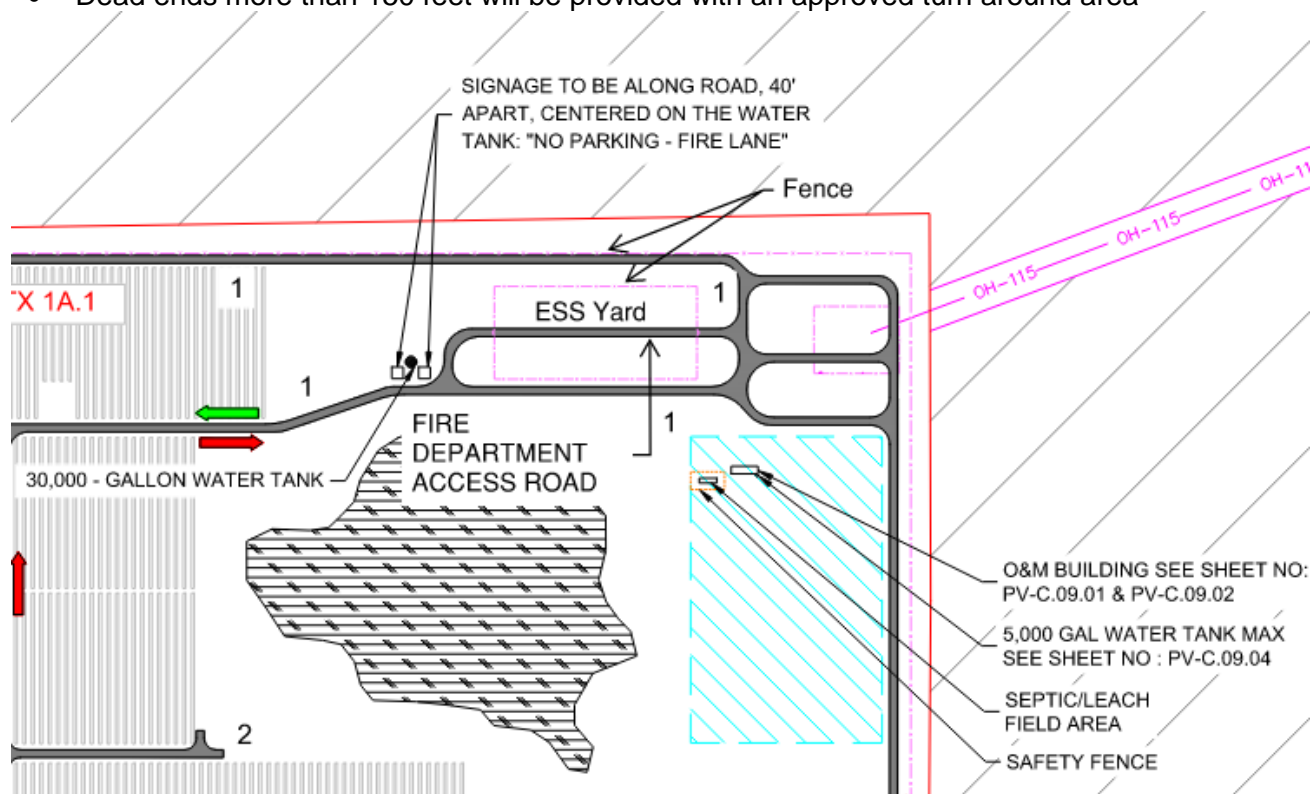 • Dead ends more than 150 feet will be provided with an approved turn around area
SIGNAGE TO BE ALONG ROAD, 40'
APART, CENTERED ON THE WATER
TANK: "NO PARKING - FIRE LANE"
Fence
OH-115
OH-115
OH-11
TX 1A.1
1
ESS Yard
1
1
1
FIRE
DEPARTMENT
ACCESS ROAD
30,000 - GALLON WATER TANK
O&M BUILDING SEE SHEET NO:
PV-C.09.01 & PV-C.09.02
5,000 GAL WATER TANK MAX
SEE SHEET NO : PV-C.09.04
SEPTIC/LEACH
FIELD AREA
SAFETY FENCE
2